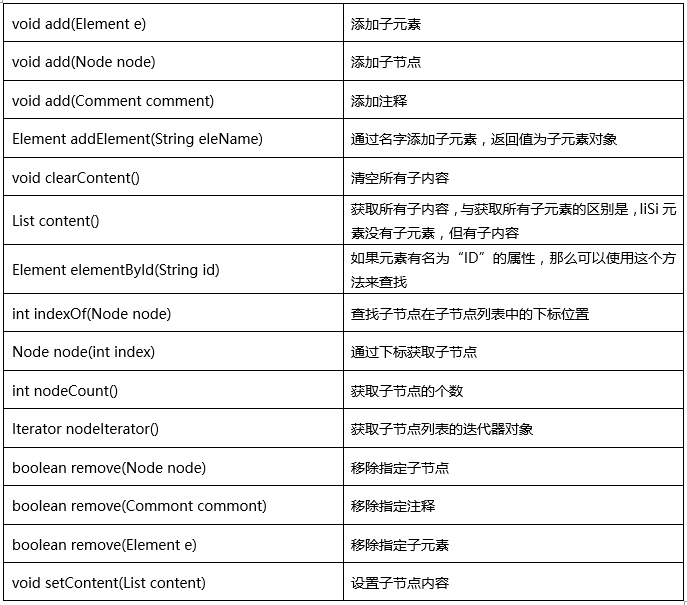 void add(Element e)
添加子元素
void add(Node node)
添加子节点
void add(Comment comment)
添加注释
Element addElement(String eleName)
通过名字添加子元素，返回值为子元素对象
void clearContent()
清空所有子内容
List content()
获取所有子内容，与获取所有子元素的区别是，liSi元
素没有子元素，但有子内容
Element elementById(String id)
如果元素有名为“ID”的属性，那么可以使用这个方
法来查找
int indexOf(Node node)
查找子节点在子节点列表中的下标位置
Node node(int index)
通过下标获取子节点
int nodeCount()
获取子节点的个数
Iterator nodeIterator()
获取子节点列表的迭代器对象
boolean remove(Node node)
移除指定子节点
boolean remove(Commont commont)
移除指定注释
boolean remove(Element e)
移除指定子元素
void setContent(List content)
设置子节点内容